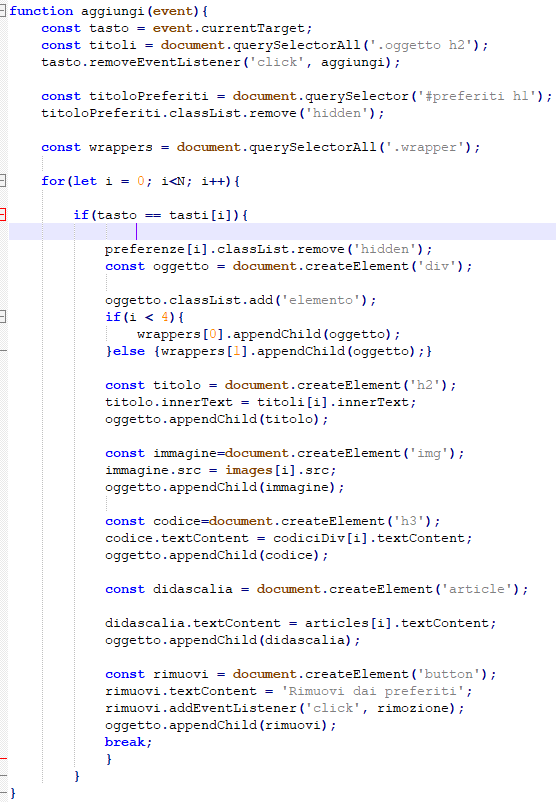 function aggiungi(event){
const tasto = event.currentTarget;
const titoli = document.querySelectorAll('.oggetto h2');
tasto.removeEventListener('click', aggiungi);
const titoloPreferiti = document.querySelector('#preferiti h1');
titoloPreferiti.classList.remove('hidden');
const wrappers = document.querySelectorAll('.wrapper');
for(let i = 0; i<N; i++){
if(tasto == tasti[i]){
preferenze[i].classList.remove('hidden');
const oggetto = document.createElement('div');
oggetto.classList.add('elemento');
if(i < 4){
wrappers[0].appendChild(oggetto);
}else {wrappers[1].appendChild(oggetto);}
const titolo = document.createElement('h2');
titolo.innerText = titoli[i].innerText;
oggetto.appendChild(titolo);
const immagine=document.createElement('img');
immagine.src = images[i].src;
oggetto.appendChild(immagine);
const codice=document.createElement('h3');
codice.textContent = codiciDiv[i].textContent;
oggetto.appendChild(codice);
const didascalia = document.createElement('article');
didascalia.textContent = articles[i].textContent;
oggetto.appendChild(didascalia);
const rimuovi = document.createElement('button');
rimuovi.textContent = 'Rimuovi dai preferiti';
rimuovi.addEventListener('click', rimozione);
oggetto.appendChild(rimuovi);
break;
}
}
}